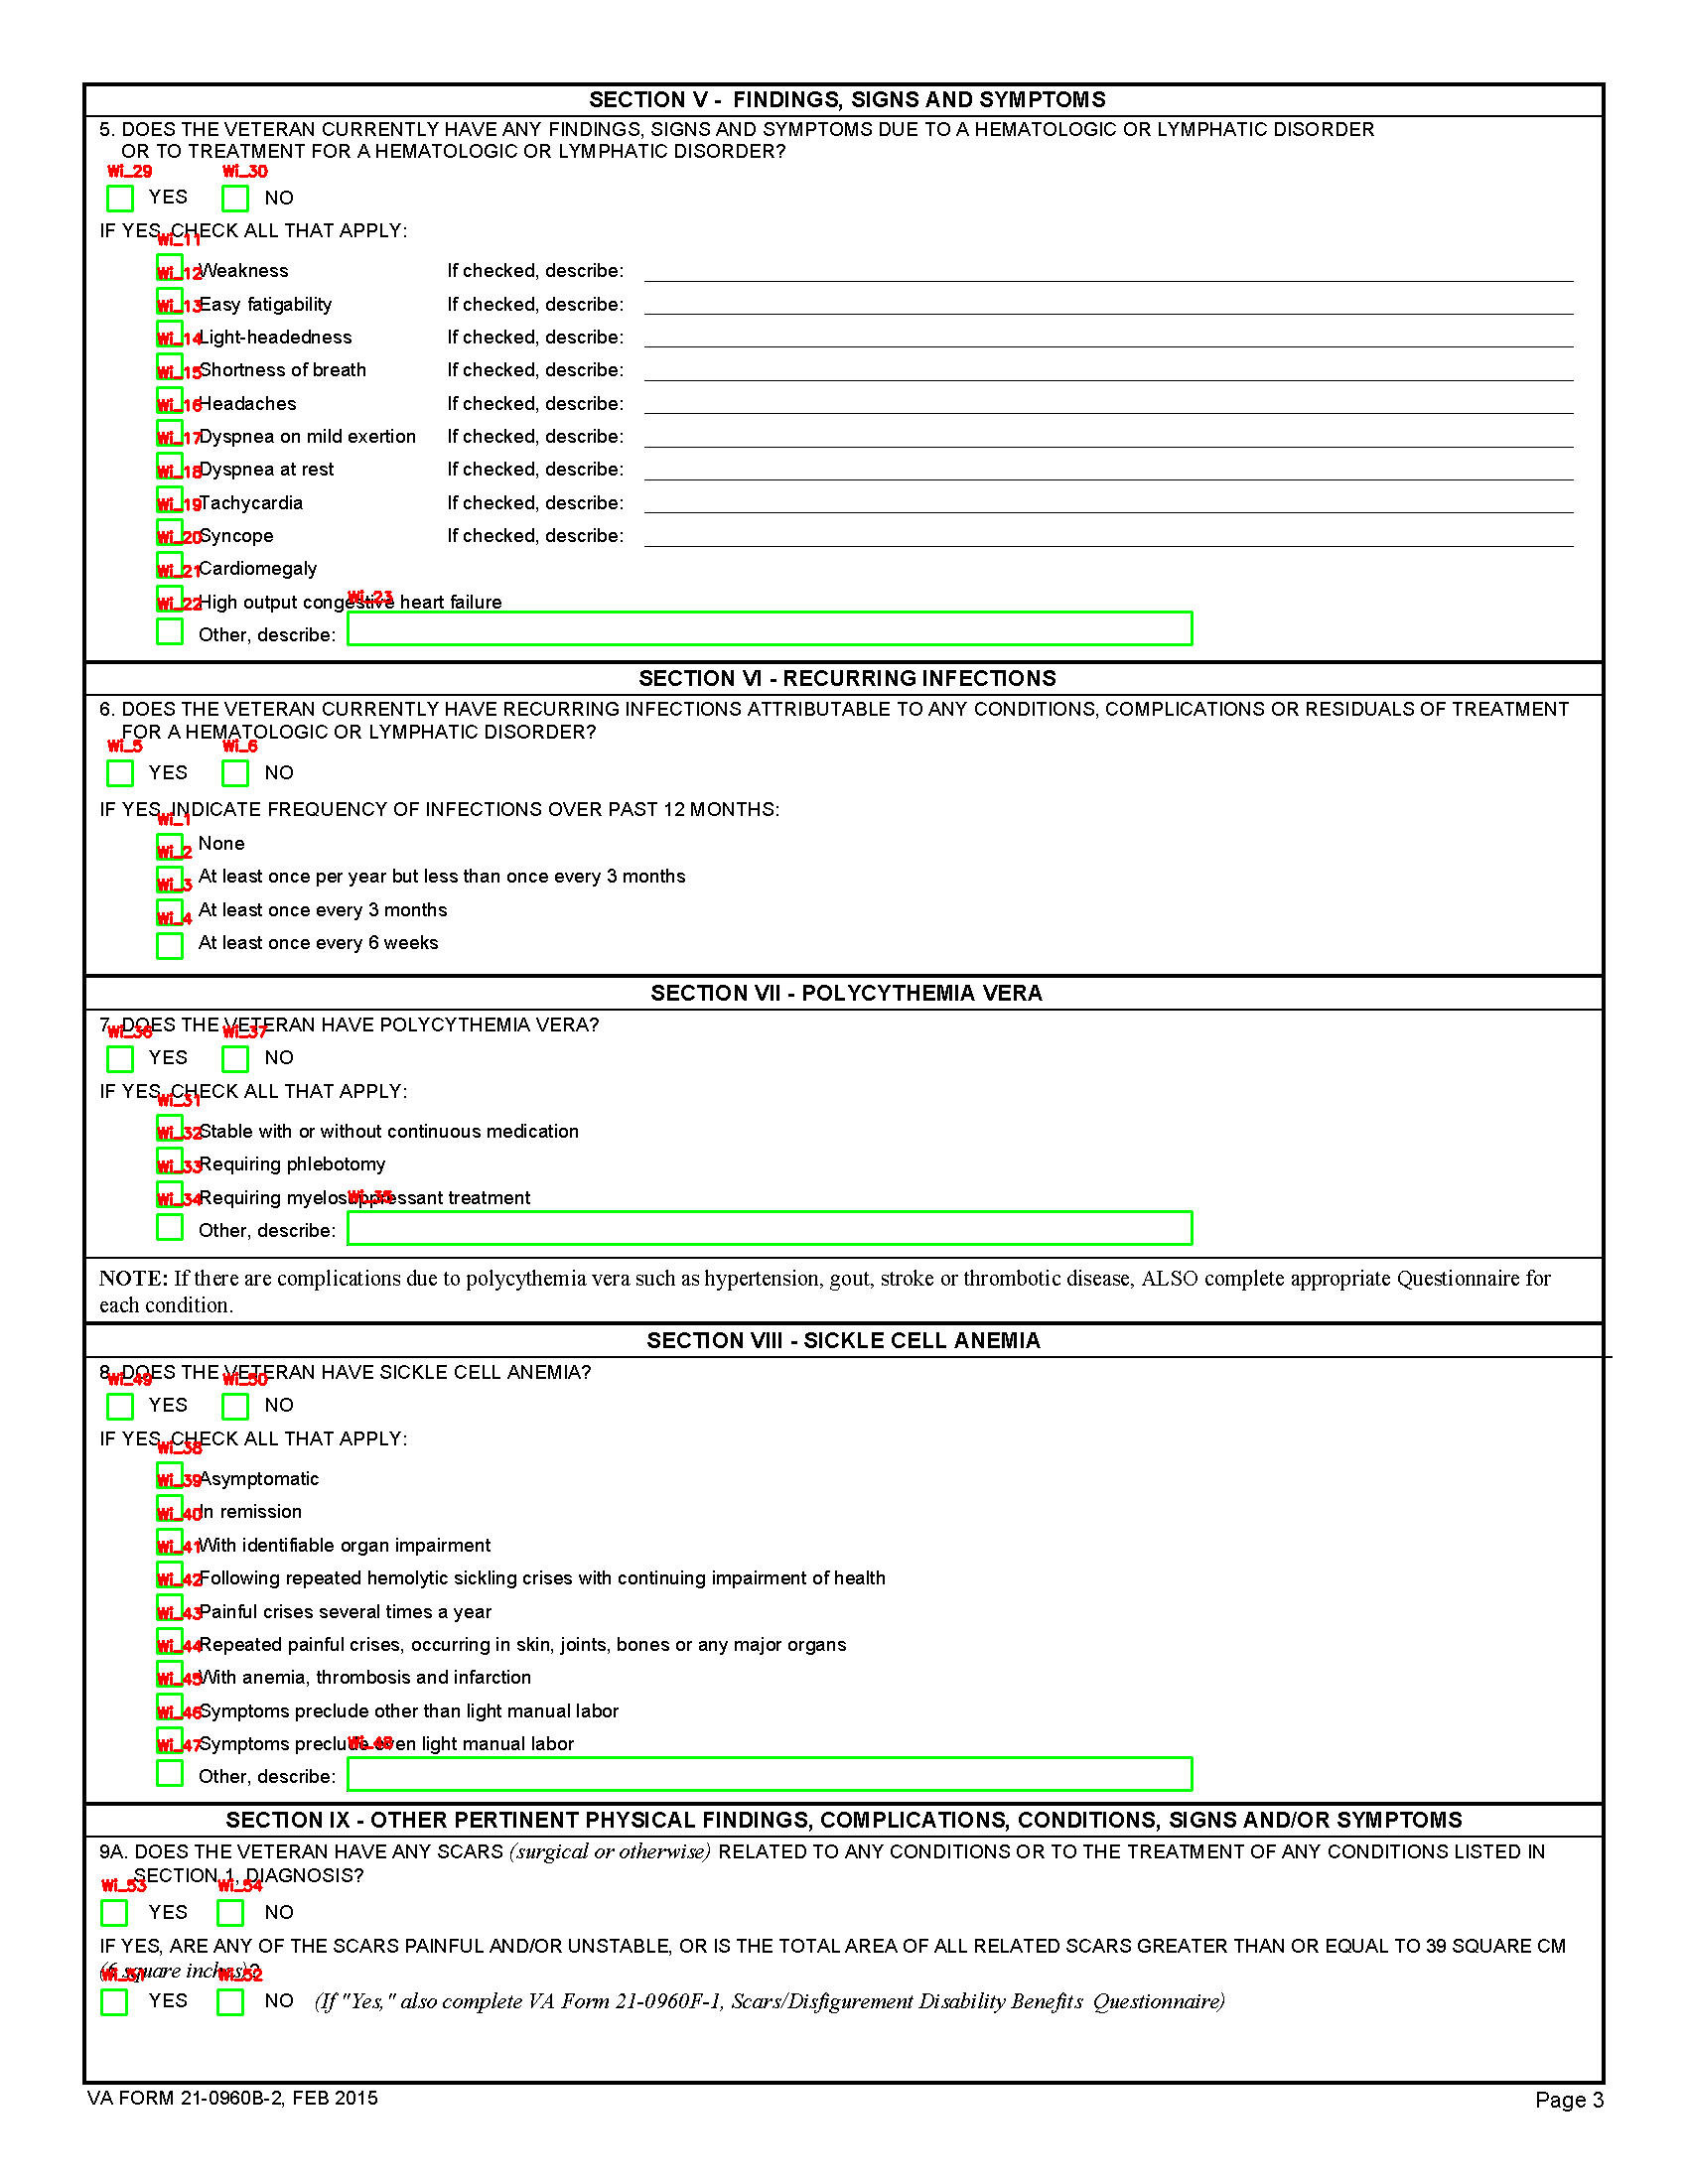 SECTION V - FINDINGS, SIGNS AND SYMPTOMS
5. DOES THE VETERAN CURRENTLY HAVE ANY FINDINGS, SIGNS AND SYMPTOMS DUE TO A HEMATOLOGIC OR LYMPHATIC DISORDER
OR TO TREATMENT FOR A HEMATOLOGIC OR LYMPHATIC DISORDER?
Wi_29 Wi_30
YES NO
IF YES, CHECK ALL THAT APPLY:
Wi_11
Wi_12 Weakness If checked, describe:
Wi_13 Easy fatigability If checked, describe:
Wi_14 Light-headedness If checked, describe:
Wi_15 Shortness of breath If checked, describe:
Wi_16 Headaches If checked, describe:
Wi_17 Dyspnea on mild exertion If checked, describe:
Wi_18 Dyspnea at rest If checked, describe:
Wi_19 Tachycardia If checked, describe:
Wi_20 Syncope If checked, describe:
Wi_21 Cardiomegaly
Wi_22 High output congestive heart failure Wi_23
Other, describe:
SECTION VI - RECURRING INFECTIONS
6. DOES THE VETERAN CURRENTLY HAVE RECURRING INFECTIONS ATTRIBUTABLE TO ANY CONDITIONS, COMPLICATIONS OR RESIDUALS OF TREATMENT
FOR A HEMATOLOGIC OR LYMPHATIC DISORDER?
Wi_5 Wi_6
YES NO
IF YES, INDICATE FREQUENCY OF INFECTIONS OVER PAST 12 MONTHS:
Wi_1
None
Wi_2
At least once per year but less than once every 3 months
Wi_3
At least once every 3 months
Wi_4
At least once every 6 weeks
SECTION VII - POLYCYTHEMIA VERA
7. DOES THE VETERAN HAVE POLYCYTHEMIA VERA?
Wi_36 Wi_37
YES NO
IF YES, CHECK ALL THAT APPLY:
Wi_31
Wi_32 Stable with or without continuous medication
Wi_33 Requiring phlebotomy
Wi_34 Requiring myelosuppressant treatment Wi_35
Other, describe:
NOTE: If there are complications due to polycythemia vera such as hypertension, gout, stroke or thrombotic disease, ALSO complete appropriate Questionnaire for
each condition.
SECTION VIII - SICKLE CELL ANEMIA
8. DOES THE VETERAN HAVE SICKLE CELL ANEMIA?
Wi_49 Wi_50
YES NO
IF YES, CHECK ALL THAT APPLY:
Wi_38
Wi_39 Asymptomatic
Wi_40 In remission
Wi_41 With identifiable organ impairment
Wi_42 Following repeated hemolytic sickling crises with continuing impairment of health
Wi_43 Painful crises several times a year
Wi_44 Repeated painful crises, occurring in skin, joints, bones or any major organs
Wi_45 With anemia, thrombosis and infarction
Wi_46 Symptoms preclude other than light manual labor
Wi_47 Symptoms preclude even light manual labor Wi_48
Other, describe:
SECTION IX - OTHER PERTINENT PHYSICAL FINDINGS, COMPLICATIONS, CONDITIONS, SIGNS AND/OR SYMPTOMS
9A. DOES THE VETERAN HAVE ANY SCARS (surgical or otherwise) RELATED TO ANY CONDITIONS OR TO THE TREATMENT OF ANY CONDITIONS LISTED IN
SECTION 1, DIAGNOSIS?
Wi_53 Wi_54
YES NO
IF YES, ARE ANY OF THE SCARS PAINFUL AND/OR UNSTABLE, OR IS THE TOTAL AREA OF ALL RELATED SCARS GREATER THAN OR EQUAL TO 39 SQUARE CM
(6 square inches)?
Wi_51 Wi_52
YES NO (If "Yes," also complete VA Form 21-0960F-1, Scars/Disfigurement Disability Benefits Questionnaire)
VA FORM 21-0960B-2, FEB 2015 Page 3